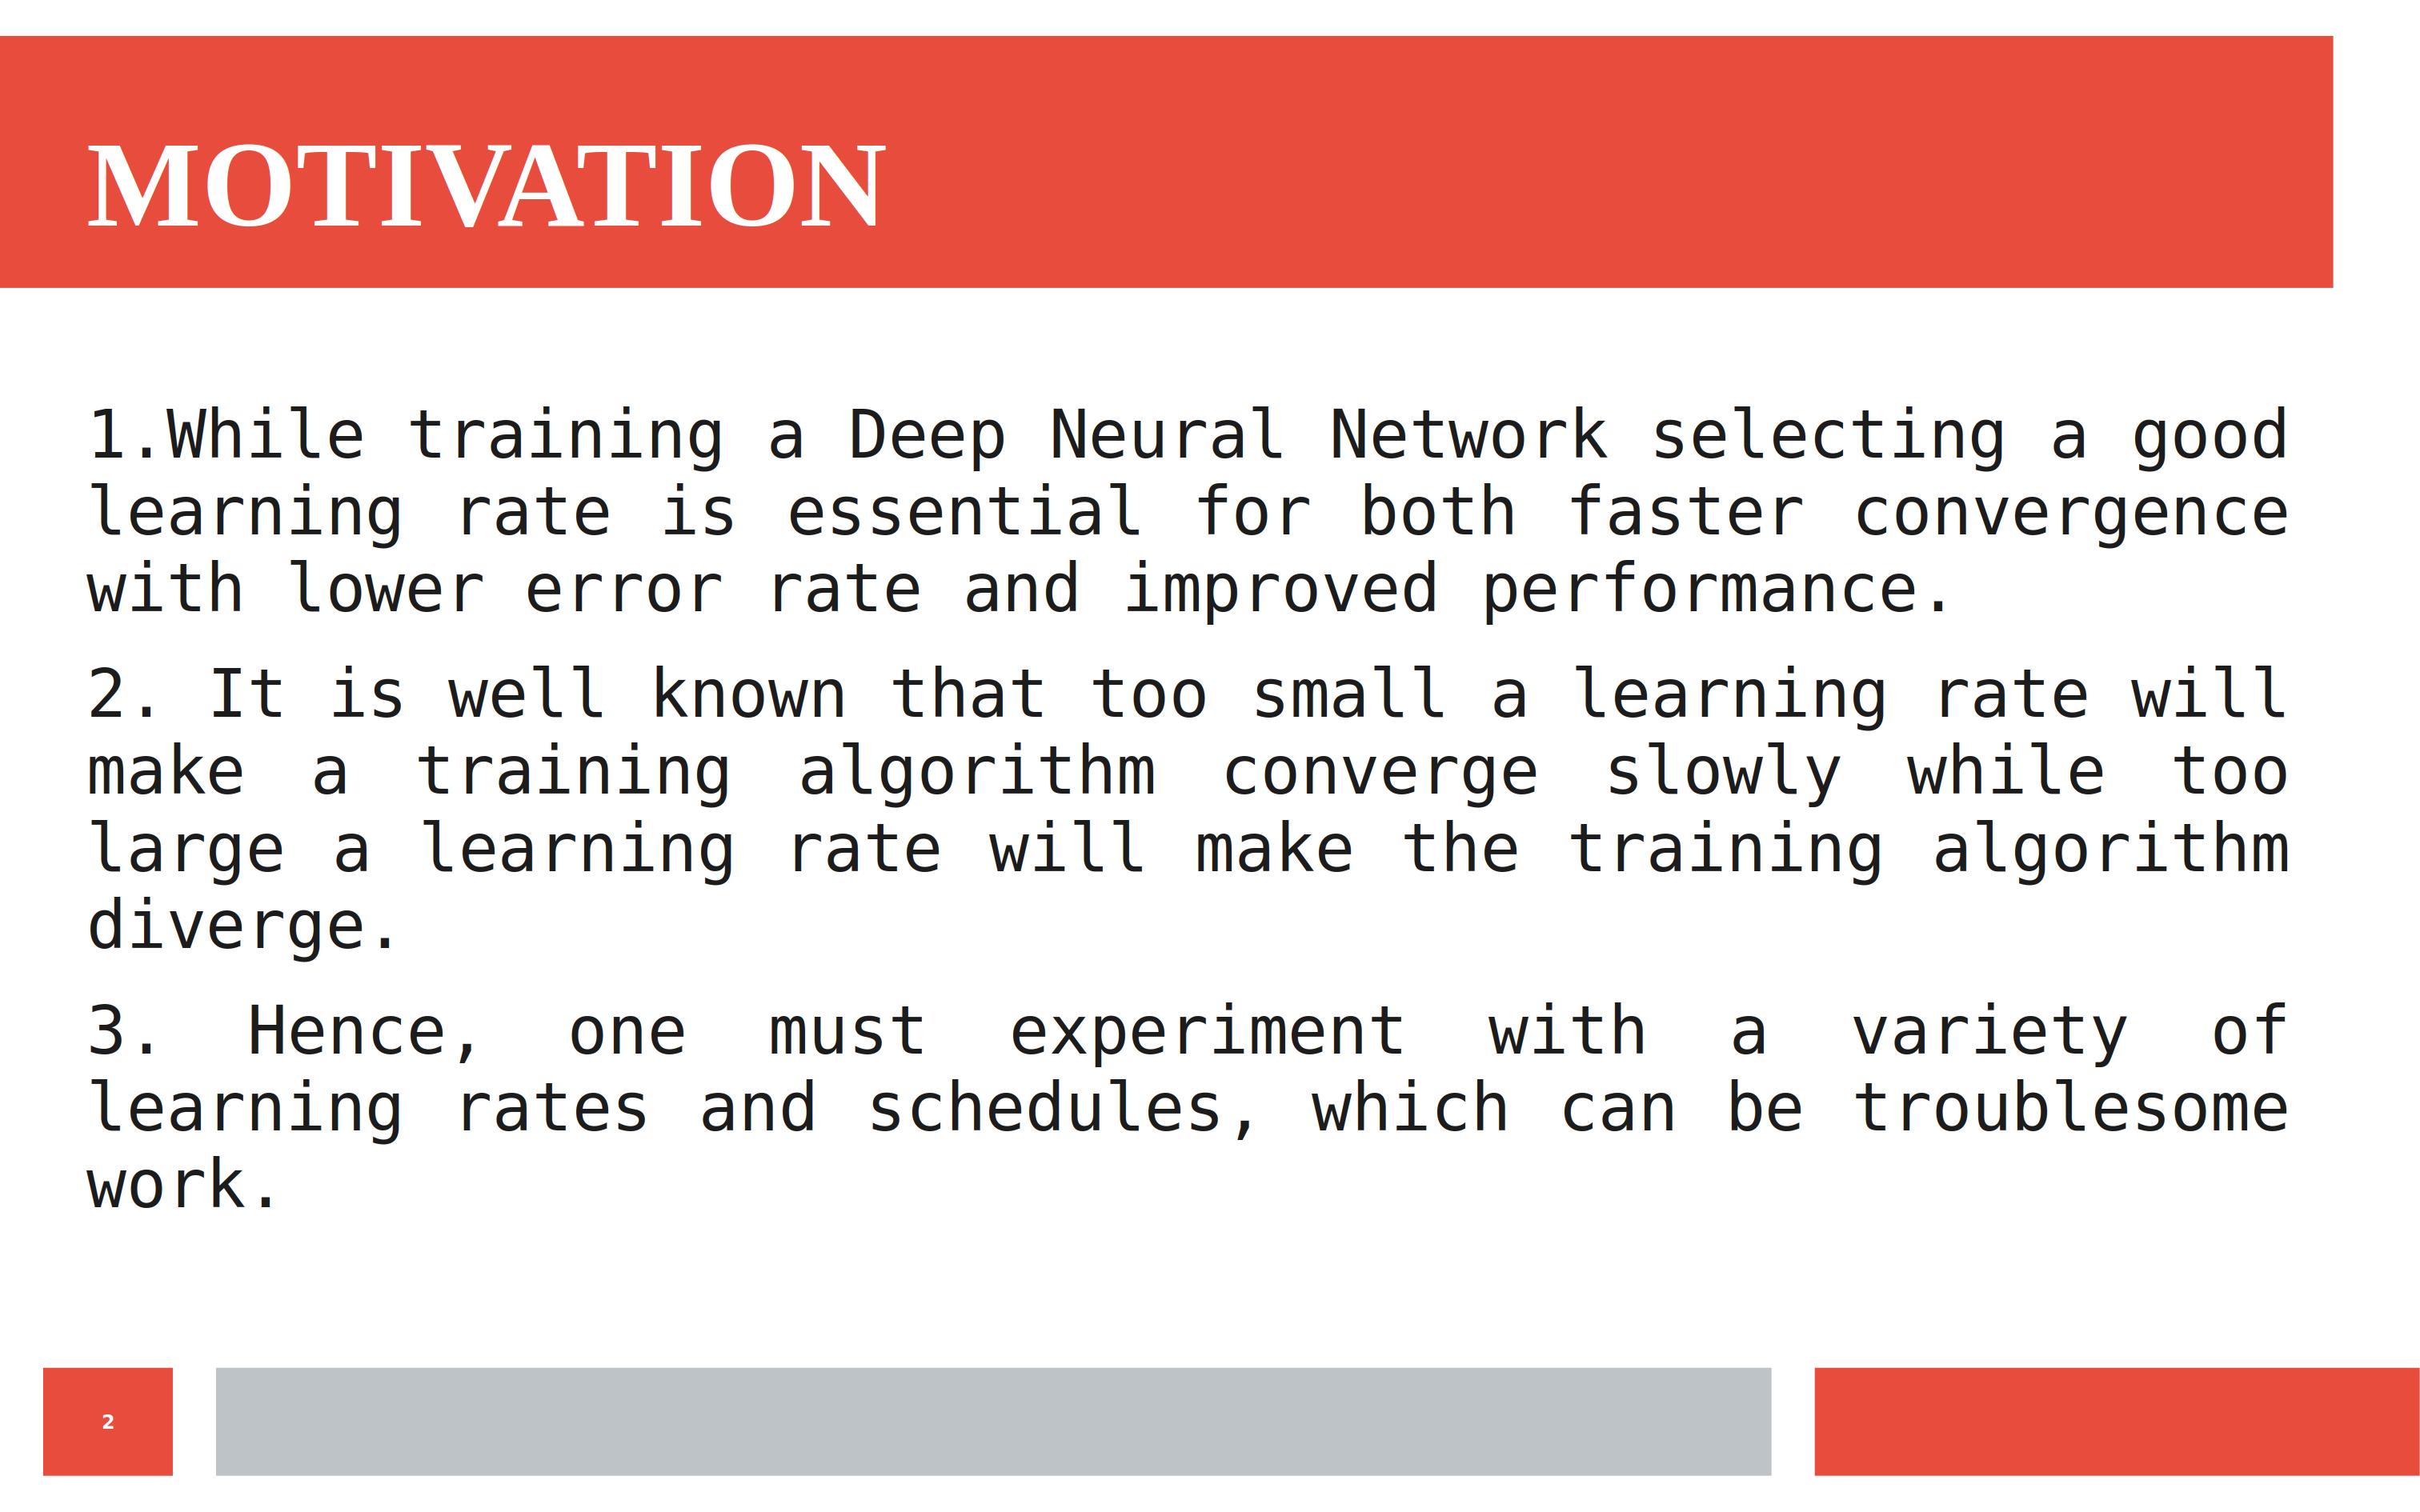 MOTIVATION
1.While training a Deep Neural Network selecting a good
learning rate is essential for both faster convergence
with lower error rate and improved performance.
2. It is well known that too small a learning rate will
make a training algorithm converge slowly while too
large a learning rate will make the training algorithm
diverge.
3. Hence, one must experiment with a variety of
learning rates and schedules, which can be troublesome
work.
2